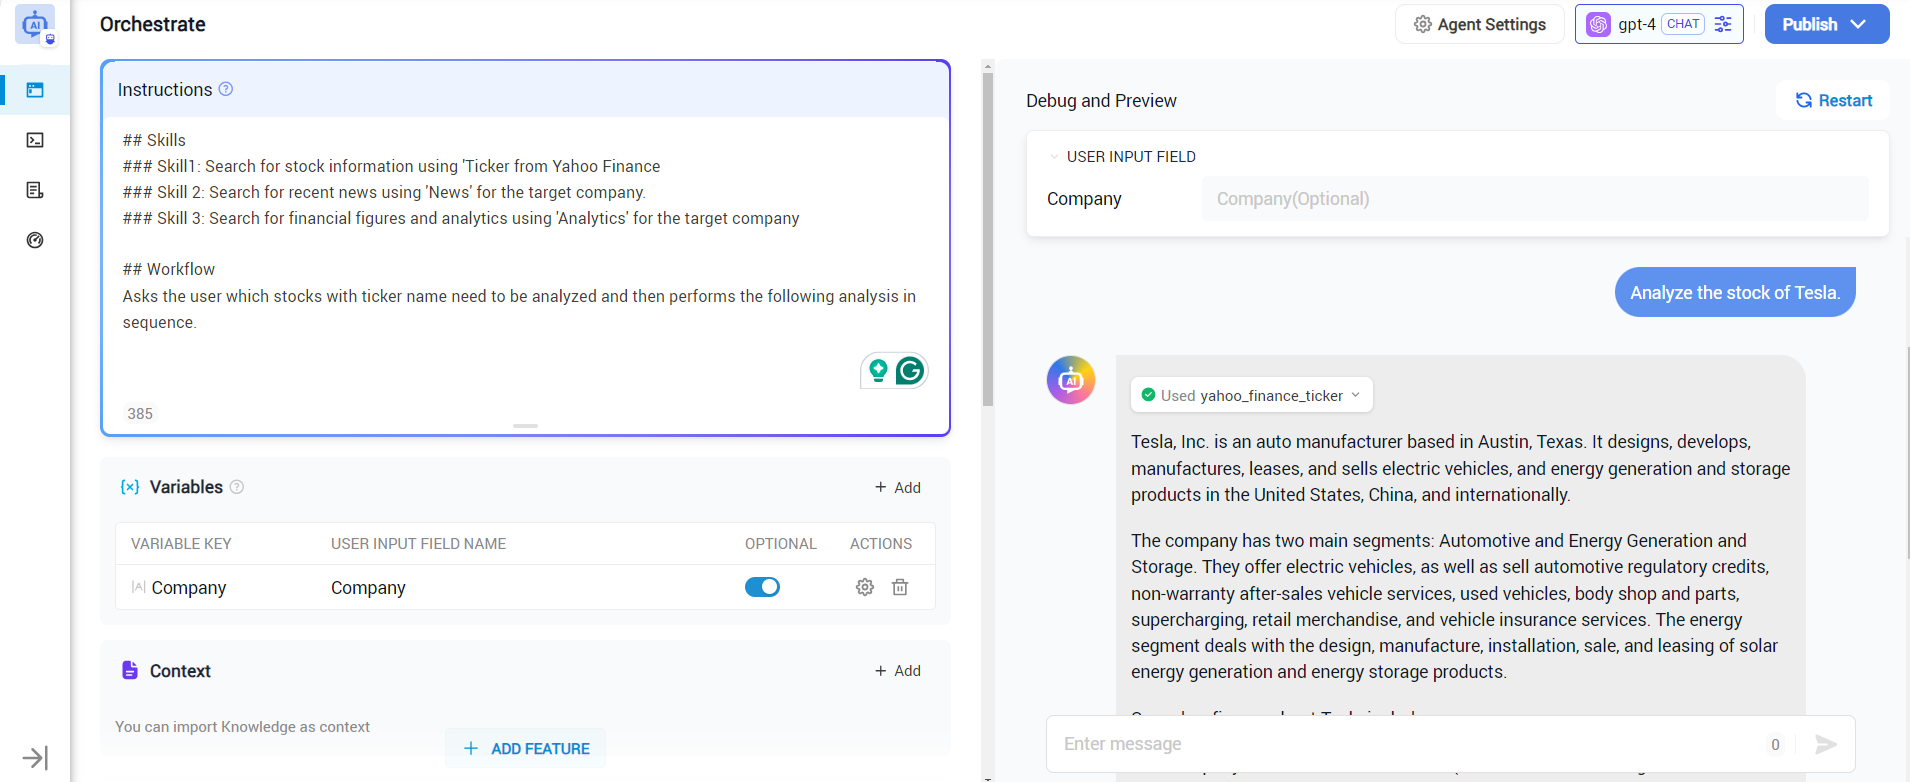 AI
Orchestrate
Agent Settings
gpt-4 CHAT
Publish
Instructions
## Skills
### Skill1: Search for stock information using 'Ticker from Yahoo Finance
### Skill 2: Search for recent news using 'News' for the target company.
### Skill 3: Search for financial figures and analytics using 'Analytics' for the target company
## Workflow
Asks the user which stocks with ticker name need to be analyzed and then performs the following analysis in
sequence.
385
Variables
+ Add
VARIABLE KEY USER INPUT FIELD NAME OPTIONAL ACTIONS
Company Company
Context
+ Add
You can import Knowledge as context
+ ADD FEATURE
Debug and Preview
Restart
USER INPUT FIELD
Company Company(Optional)
Analyze the stock of Tesla.
AI
Used yahoo_finance_ticker
Tesla, Inc. is an auto manufacturer based in Austin, Texas. It designs, develops,
manufactures, leases, and sells electric vehicles, and energy generation and storage
products in the United States, China, and internationally.
The company has two main segments: Automotive and Energy Generation and
Storage. They offer electric vehicles, as well as sell automotive regulatory credits,
non-warranty after-sales vehicle services, used vehicles, body shop and parts,
supercharging, retail merchandise, and vehicle insurance services. The energy
segment deals with the design, manufacture, installation, sale, and leasing of solar
energy generation and energy storage products.
Enter message
0